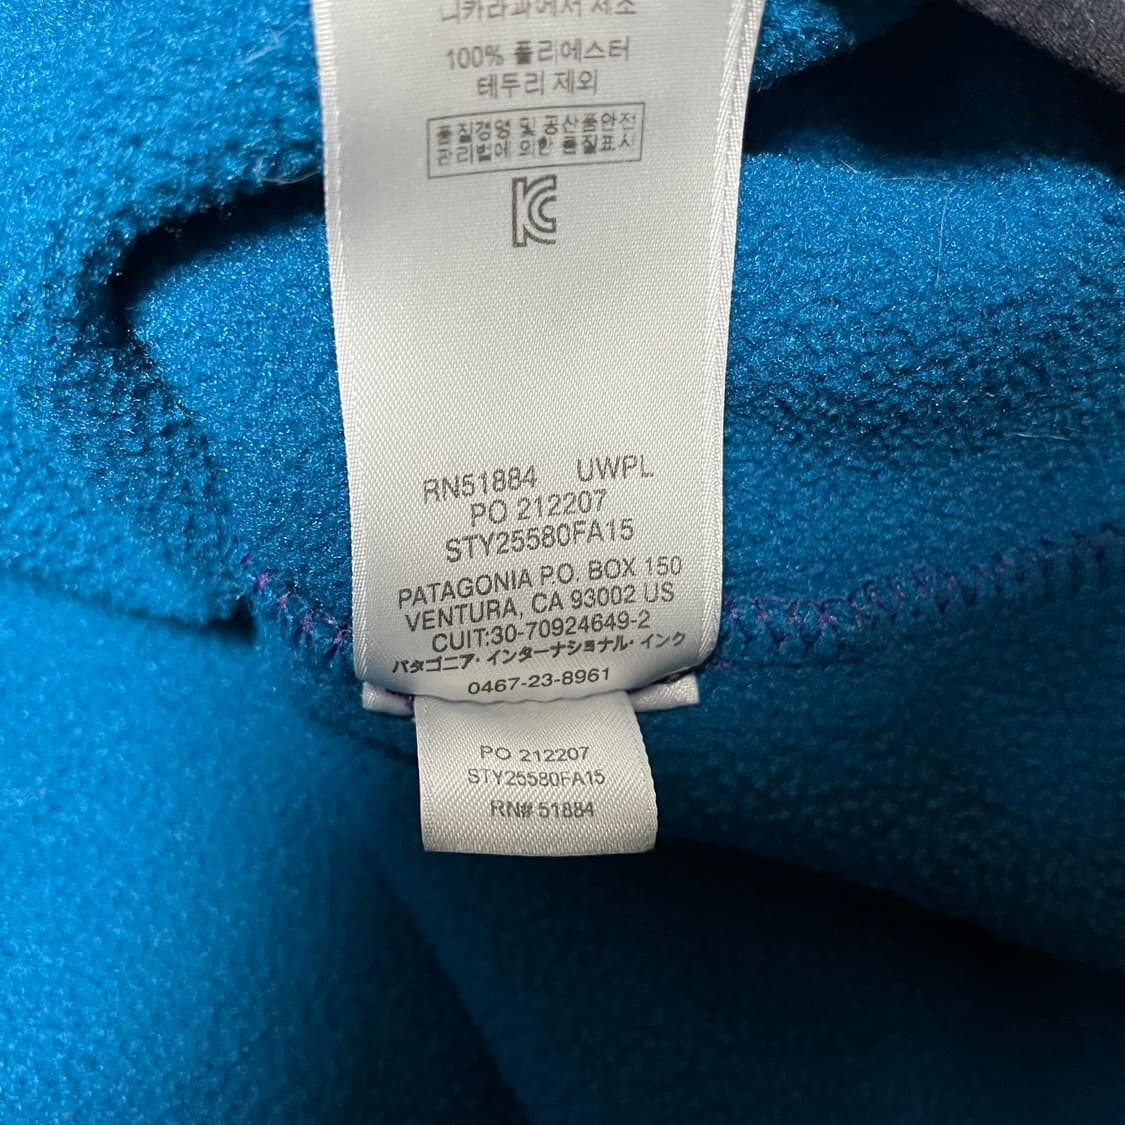 니카라과에서 제조
100% 폴리에스터
테두리 제외
품질경영 및 공산품안전
관리법에 의한 품질표시
RN51884 UWPL
PO 212207
STY25580FA15
PATAGONIA PO. BOX 150
VENTURA, CA 93002 US
CUIT:30-70924649-2
パタゴニア・インターナショナル・インク
0467-23-8961
PO 212207
STY25580FA15
RN# 51884